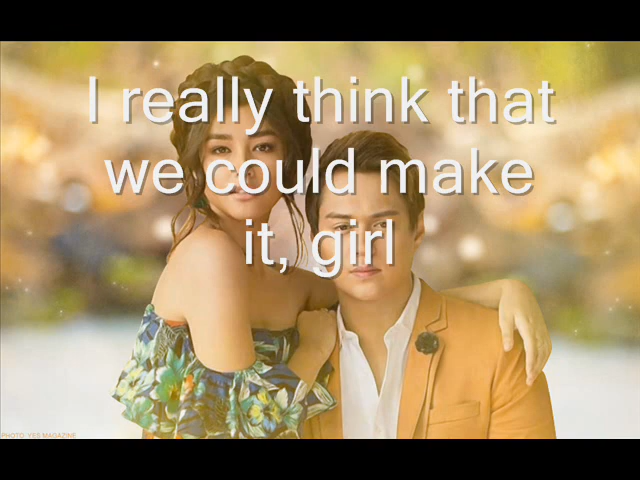 I really think that
we could make
it, girl
PHOTO: YES MAGAZINE